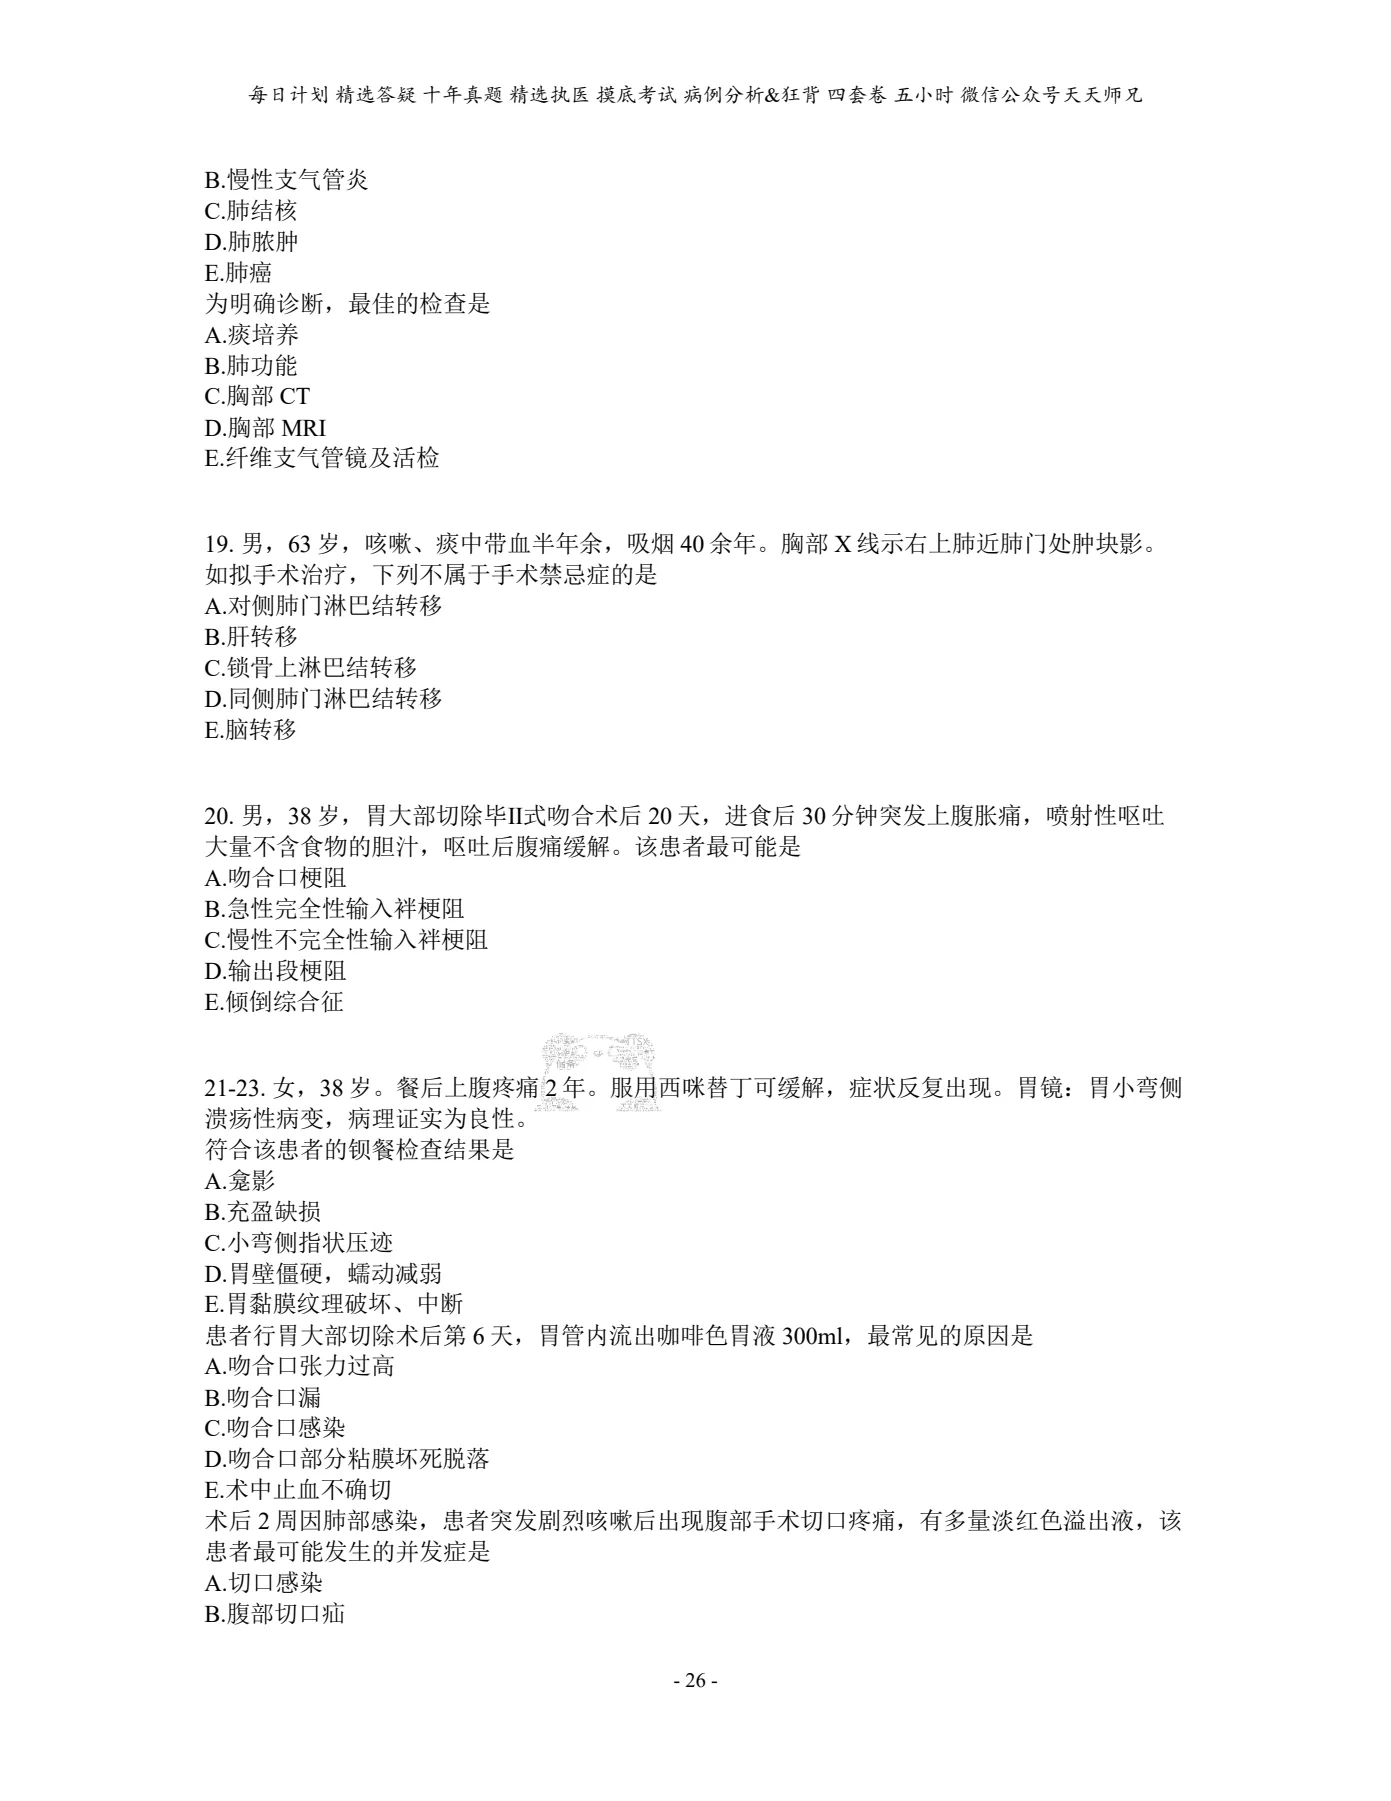 每日计划 精选答疑 十年真题 精选执医 摸底考试 病例分析&狂背 四套卷 五小时 微信公众号天天师兄
B.慢性支气管炎
C.肺结核
D.肺脓肿
E.肺癌
为明确诊断，最佳的检查是
A.痰培养
B.肺功能
C.胸部 CT
D.胸部 MRI
E.纤维支气管镜及活检
19. 男，63 岁，咳嗽、痰中带血半年余，吸烟 40 余年。胸部 X 线示右上肺近肺门处肿块影。
如拟手术治疗，下列不属于手术禁忌症的是
A.对侧肺门淋巴结转移
B.肝转移
C.锁骨上淋巴结转移
D.同侧肺门淋巴结转移
E.脑转移
20. 男，38 岁，胃大部切除毕II式吻合术后 20 天，进食后 30 分钟突发上腹胀痛，喷射性呕吐
大量不含食物的胆汁，呕吐后腹痛缓解。该患者最可能是
A.吻合口梗阻
B.急性完全性输入袢梗阻
C.慢性不完全性输入袢梗阻
D.输出段梗阻
E.倾倒综合征
21-23. 女，38 岁。餐后上腹疼痛 2 年。服用西咪替丁可缓解，症状反复出现。胃镜：胃小弯侧
溃疡性病变，病理证实为良性。
符合该患者的钡餐检查结果是
A.龛影
B.充盈缺损
C.小弯侧指状压迹
D.胃壁僵硬，蠕动减弱
E.胃黏膜纹理破坏、中断
患者行胃大部切除术后第 6 天，胃管内流出咖啡色胃液 300ml，最常见的原因是
A.吻合口张力过高
B.吻合口漏
C.吻合口感染
D.吻合口部分粘膜坏死脱落
E.术中止血不确切
术后 2 周因肺部感染，患者突发剧烈咳嗽后出现腹部手术切口疼痛，有多量淡红色溢出液，该
患者最可能发生的并发症是
A.切口感染
B.腹部切口疝
- 26 -